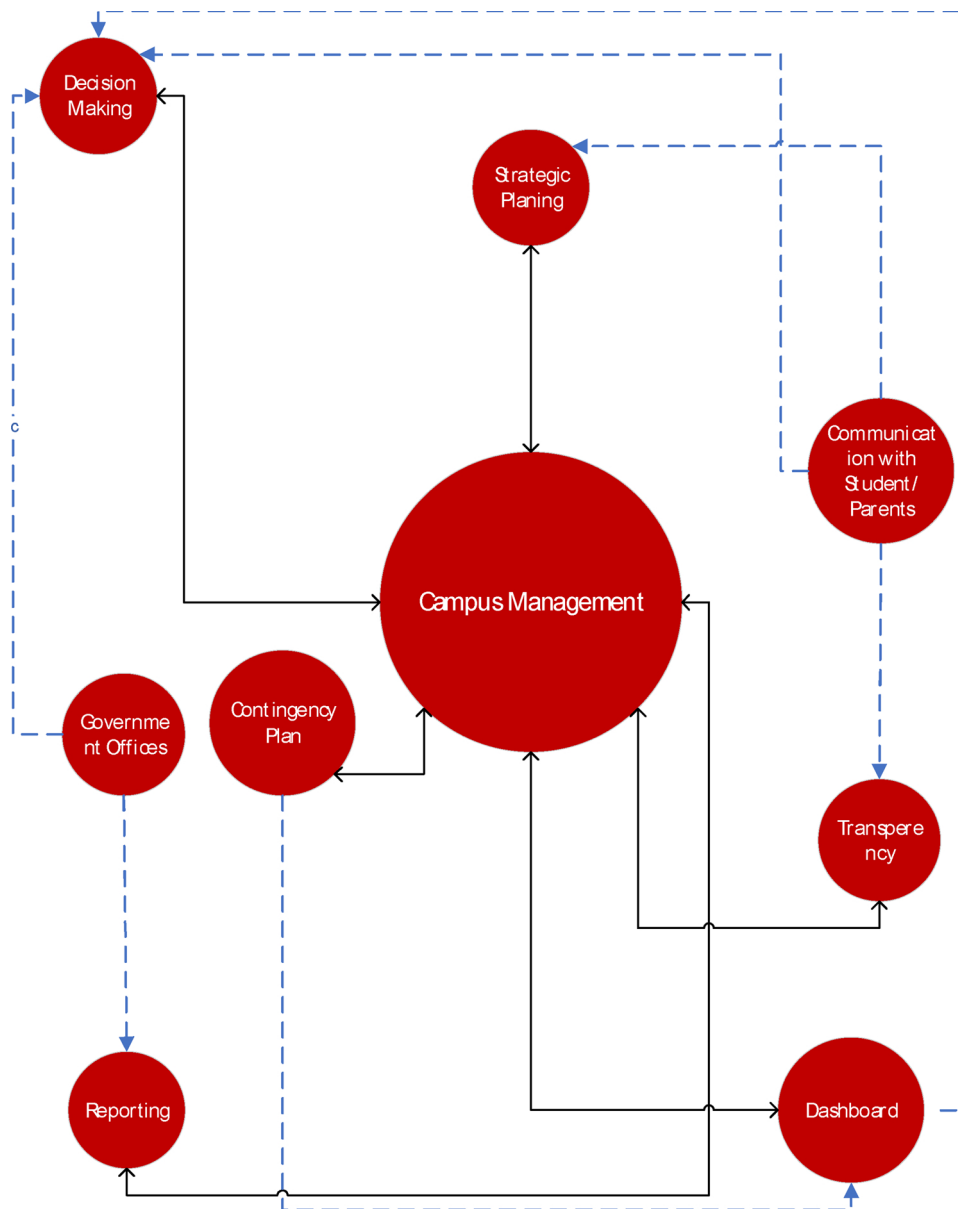 Decision
Making
Strategic
Planing
c
Communicat
ion with
Student/
Parents
Campus Management
Governme
nt Offices
Contingency
Plan
Transpere
ncy
Reporting
Dashboard